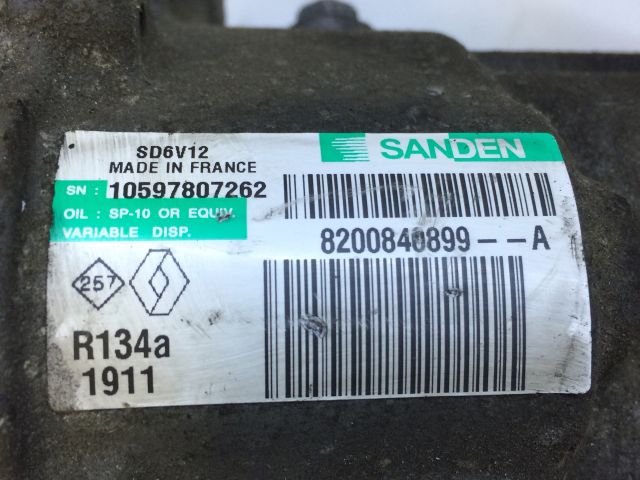 SD6V12
MADE IN FRANCE
SANDEN
SN : 10597807262
OIL : SP-10 OR EQUIV.
VARIABLE DISP.
8200840899--A
257
R134a
1911